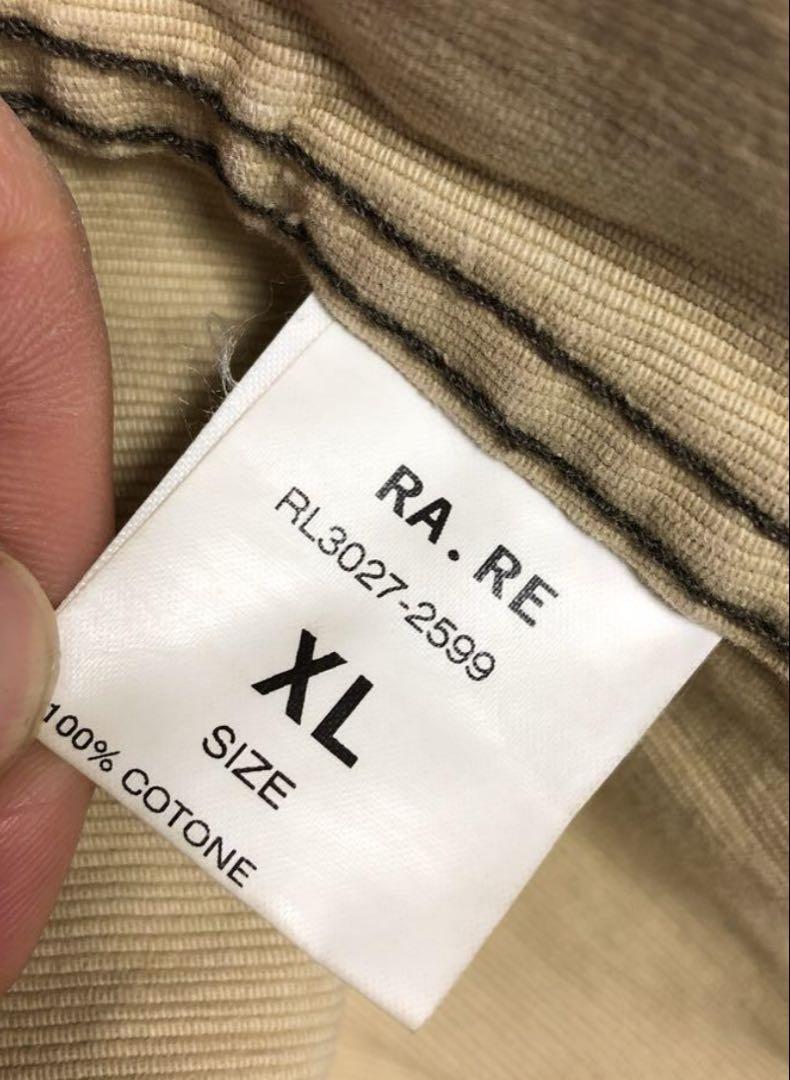 RA.RE
RL3027-2599
XL
SIZE
100% COTONE